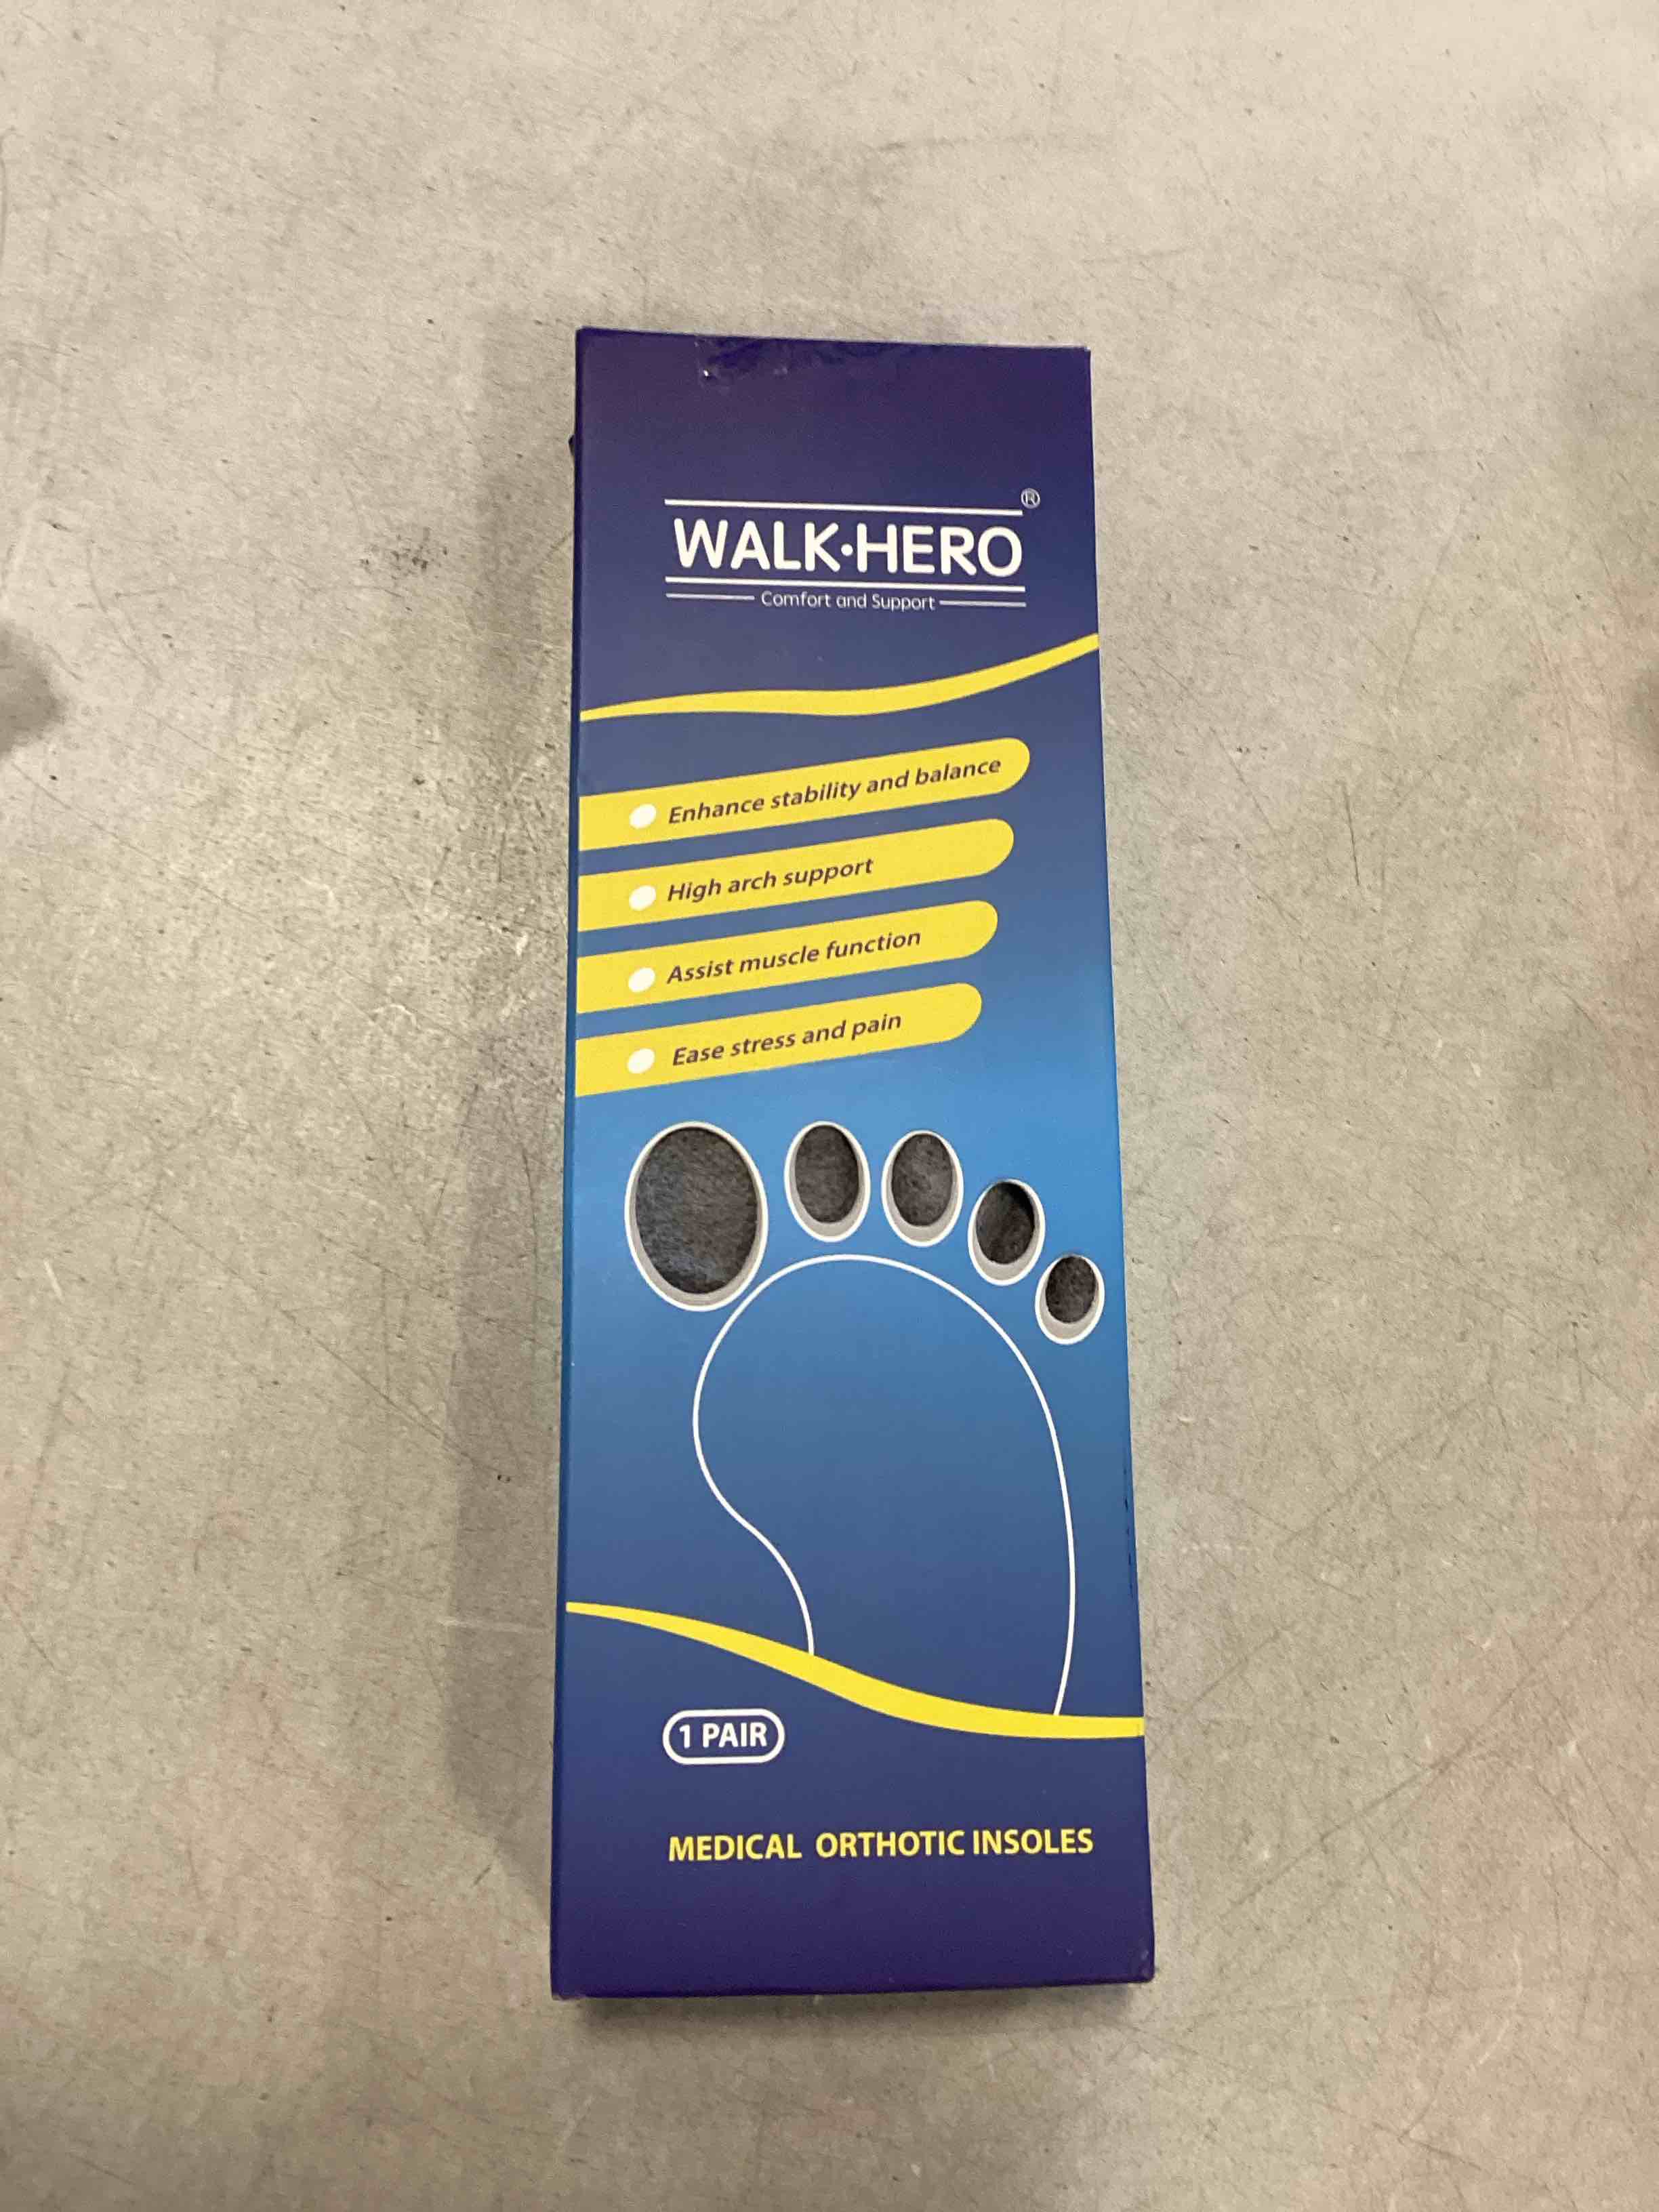 WALK·HERO®
Comfort and Support
Enhance stability and balance
High arch support
Assist muscle function
Ease stress and pain
1 PAIR
MEDICAL ORTHOTIC INSOLES